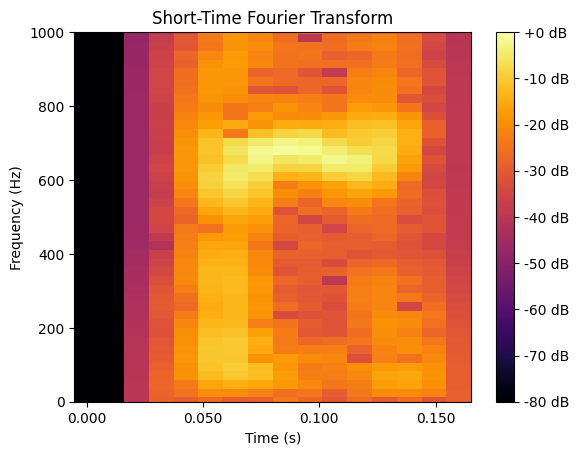 Short-Time Fourier Transform
1000
800
600
400
200
0
Frequency (Hz)
0.000
0.050
0.100
0.150
Time (s)
+0 dB
-10 dB
-20 dB
-30 dB
-40 dB
-50 dB
-60 dB
-70 dB
-80 dB